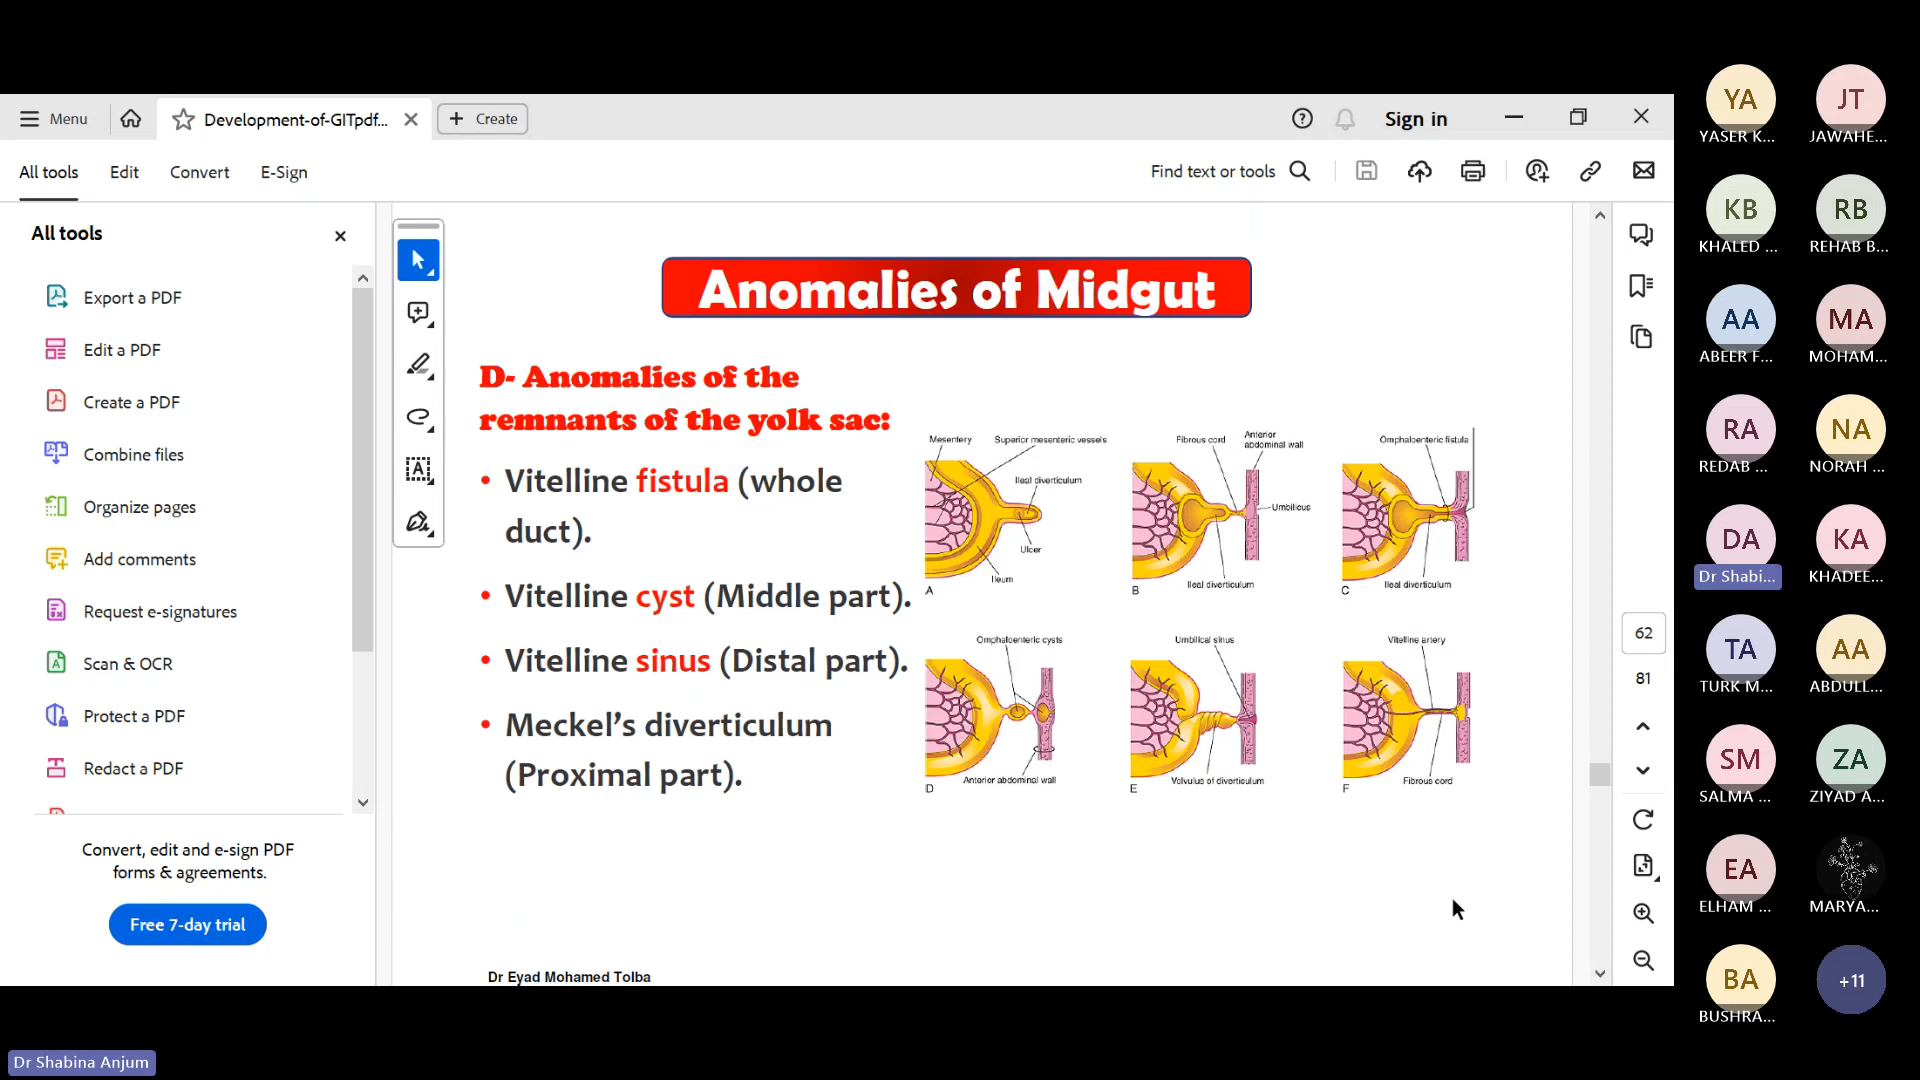 Menu
Development-of-GITpdf...
Create
Sign in
All tools
Edit
Convert
E-Sign
Find text or tools
All tools
Export a PDF
Edit a PDF
Create a PDF
Combine files
Organize pages
Add comments
Request e-signatures
Scan & OCR
Protect a PDF
Redact a PDF
Convert, edit and e-sign PDF
forms & agreements.
Free 7-day trial
Anomalies of Midgut
D- Anomalies of the
remnants of the yolk sac:
• Vitelline fistula (whole
duct).
• Vitelline cyst (Middle part).
• Vitelline sinus (Distal part).
• Meckel's diverticulum
(Proximal part).
Mesentery
Superior mesenteric vessels
Ileal diverticulum
Ulcer
Ileum
A
Fibrous cord
Anterior
abdominal wall
Umbilicus
Ileal diverticulum
B
Omphaloenteric fistula
Ileal diverticulum
C
Omphaloenteric cysts
Anterior abdominal wall
D
Umbilical sinus
Volvulus of diverticulum
E
Vitelline artery
Fibrous cord
F
Dr Eyad Mohamed Tolba
62
81
YA
YASER K...
JT
JAWAHE...
KB
KHALED ...
RB
REHAB B...
AA
ABEER F...
MA
MOHAM...
RA
REDAB ...
NA
NORAH ...
DA
Dr Shabi...
KA
KHADEE...
TA
TURK M...
AA
ABDULL...
SM
SALMA ...
ZA
ZIYAD A...
EA
ELHAM ...
MARYA...
BA
BUSHRA...
+11
Dr Shabina Anjum